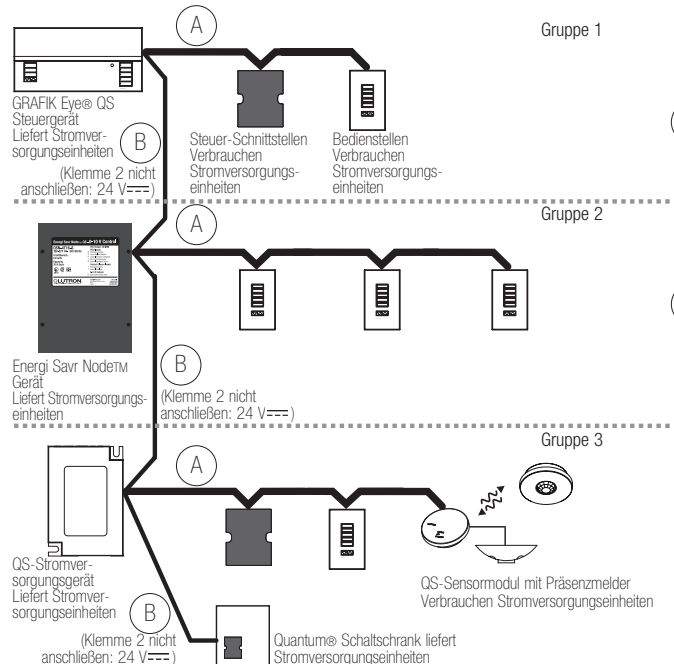 A
Gruppe 1
GRAFIK Eye® QS
Steuergerät
Liefert Stromver-
sorgungseinheiten
B
(Klemme 2 nicht
anschließen: 24 V⎓)
Steuer-Schnittstellen
Verbrauchen
Stromversorgungs-
einheiten
Bedienstellen
Verbrauchen
Stromversorgungs-
einheiten
A
Gruppe 2
LUTRON
Energi Savr Node™
Gerät
Liefert Stromversorgungs-
einheiten
B
(Klemme 2 nicht
anschließen: 24 V⎓)
A
Gruppe 3
QS-Stromver-
sorgungsgerät
Liefert Stromver-
sorgungseinheiten
B
(Klemme 2 nicht
anschließen: 24 V⎓)
QS-Sensormodul mit Präsenzmelder
Verbrauchen Stromversorgungseinheiten
Quantum® Schaltschrank liefert
Stromversorgungseinheiten